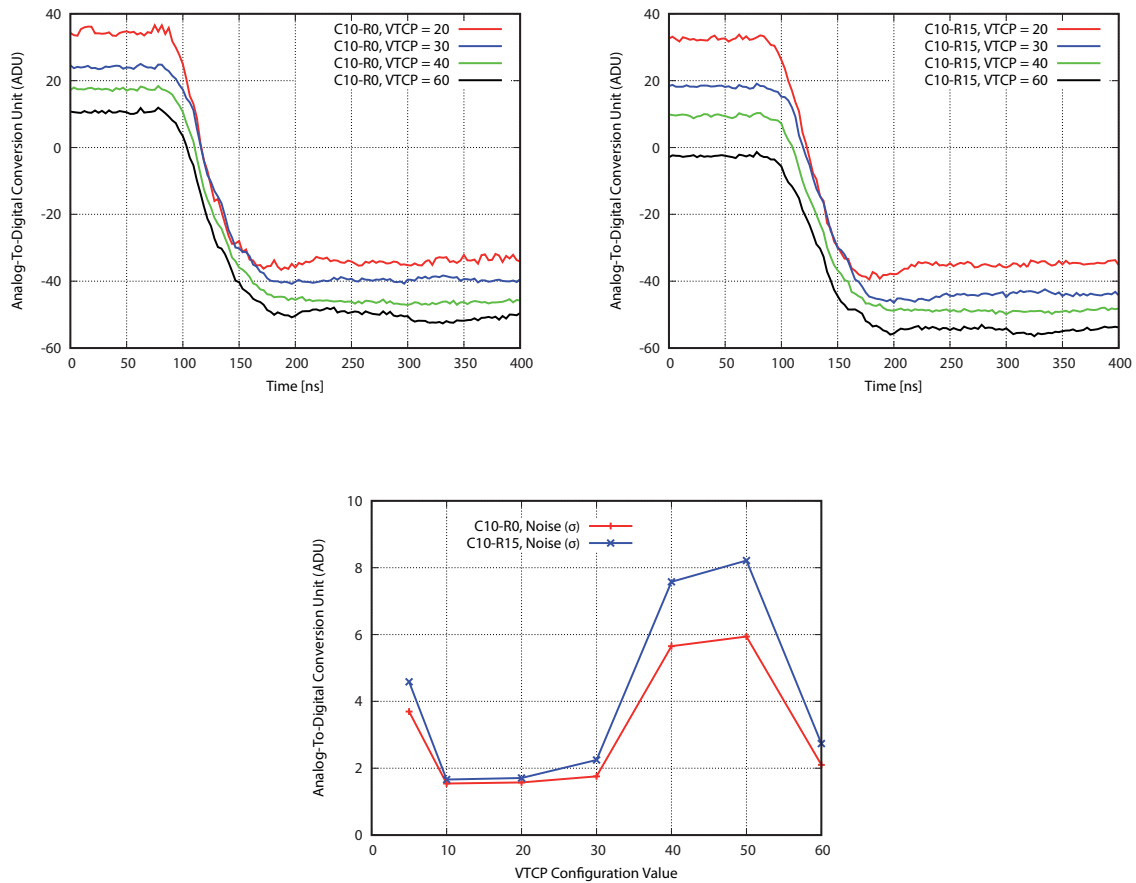 Analog-To-Digital Conversion Unit (ADU)
40
20
0
-20
-40
-60
C10-R0, VTCP = 20
C10-R0, VTCP = 30
C10-R0, VTCP = 40
C10-R0, VTCP = 60
0 50 100 150 200 250 300 350 400
Time [ns]
Analog-To-Digital Conversion Unit (ADU)
40
20
0
-20
-40
-60
C10-R15, VTCP = 20
C10-R15, VTCP = 30
C10-R15, VTCP = 40
C10-R15, VTCP = 60
0 50 100 150 200 250 300 350 400
Time [ns]
Analog-To-Digital Conversion Unit (ADU)
10
8
6
4
2
0
C10-R0, Noise (σ)
C10-R15, Noise (σ)
0 10 20 30 40 50 60
VTCP Configuration Value